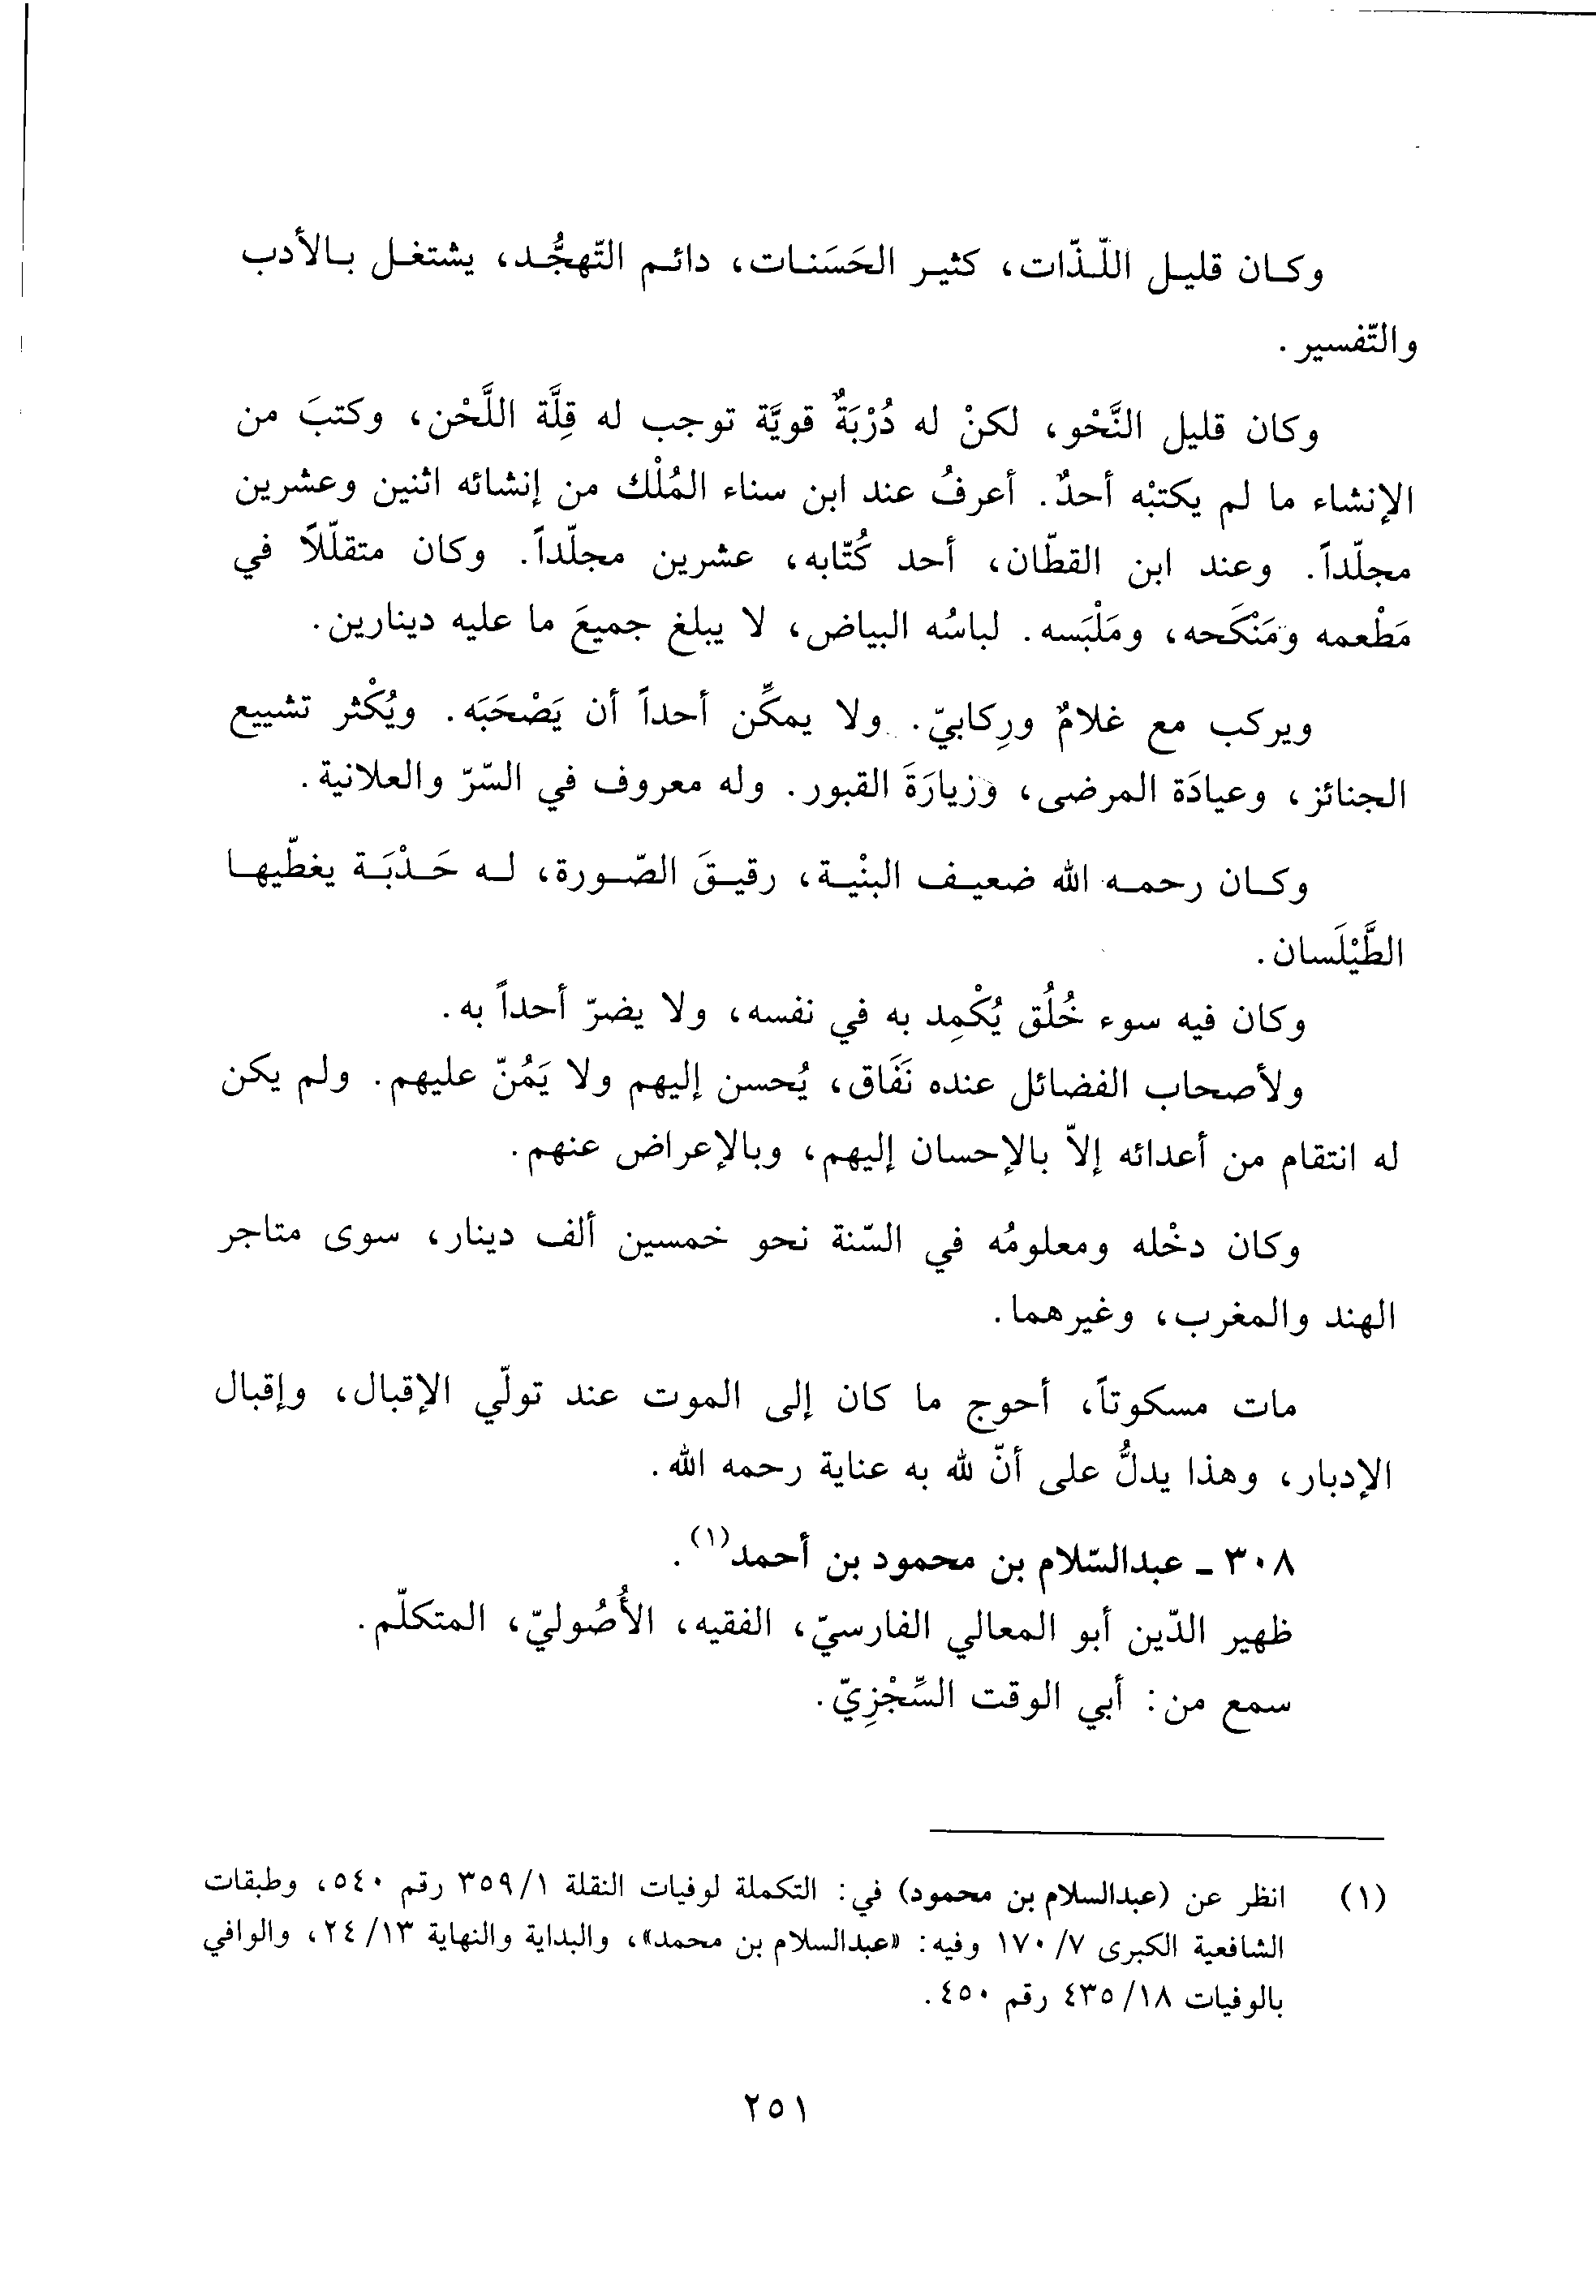 وكان قليل اللّذّات، كثير الحَسَنات، دائم التّهجُّد، يشتغل بالأدب
والتّفسير.
وكان قليل النَّحْو، لكنْ له دُرْبَةٌ قويَّة توجب له قِلَّة اللَّحْن، وكتبَ من
الإنشاء ما لم يكتبْه أحدٌ. أعرفُ عند ابن سناء المُلْك من إنشائه اثنين وعشرين
مجلّداً. وعند ابن القطّان، أحد كُتّابه، عشرين مجلّداً. وكان متقلّلاً في
مَطْعمه ومَنْكَحه، ومَلْبَسه. لباسُه البياض، لا يبلغ جميعَ ما عليه دينارين.
ويركب مع غلامٌ ورِكابيّ. ولا يمكِّن أحداً أن يَصْحَبَه. ويُكْثر تشييع
الجنائز، وعيادَة المرضى، وزيارَةَ القبور. وله معروف في السّرّ والعلانية.
وكان رحمه الله ضعيف البنْية، رقيقَ الصّورة، له حَدْبَة يغطّيها
الطَّيْلَسان.
وكان فيه سوء خُلُق يُكْمِد به في نفسه، ولا يضرّ أحداً به.
ولأصحاب الفضائل عنده نَفَاق، يُحسن إليهم ولا يَمُنّ عليهم. ولم يكن
له انتقام من أعدائه إلاّ بالإحسان إليهم، وبالإعراض عنهم.
وكان دخْله ومعلومُه في السّنة نحو خمسين ألف دينار، سوى متاجر
الهند والمغرب، وغيرهما.
مات مسكوتاً، أحوج ما كان إلى الموت عند تولّي الإقبال، وإقبال
الإدبار، وهذا يدلُّ على أنّ لله به عناية رحمه الله.
٣٠٨ ـ عبدالسّلام بن محمود بن أحمد(١).
ظهير الدّين أبو المعالي الفارسيّ، الفقيه، الأُصُوليّ، المتكلّم.
سمع من: أبي الوقت السِّجْزِيّ.
(١) انظر عن (عبدالسلام بن محمود) في: التكملة لوفيات النقلة ٣٥٩/١ رقم ٥٤٠، وطبقات
الشافعية الكبرى ١٧٠/٧ وفيه: «عبدالسلام بن محمد»، والبداية والنهاية ٢٤/١٣، والوافي
بالوفيات ٤٣٥/١٨ رقم ٤٥٠.
٢٥١